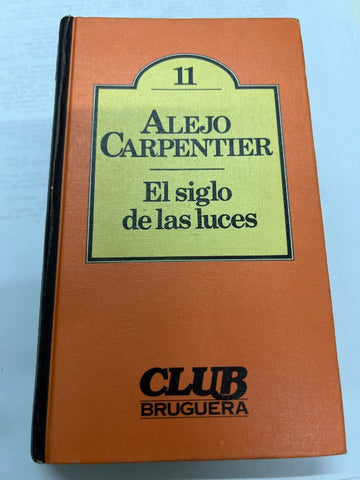 11
ALEJO
CARPENTIER
El siglo
de las luces
CLUB
BRUGUERA